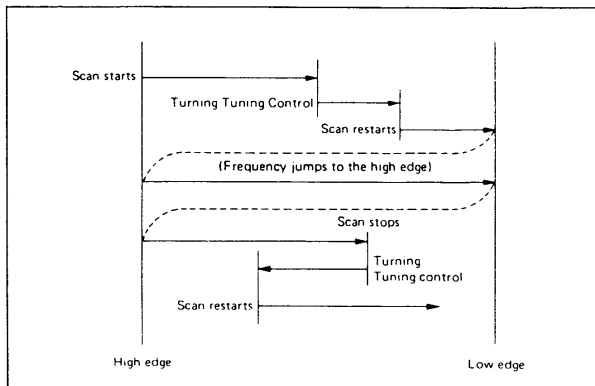 Scan starts
Turning Tuning Control
Scan restarts
(Frequency jumps to the high edge)
Scan stops
Turning
Tuning control
Scan restarts
High edge
Low edge